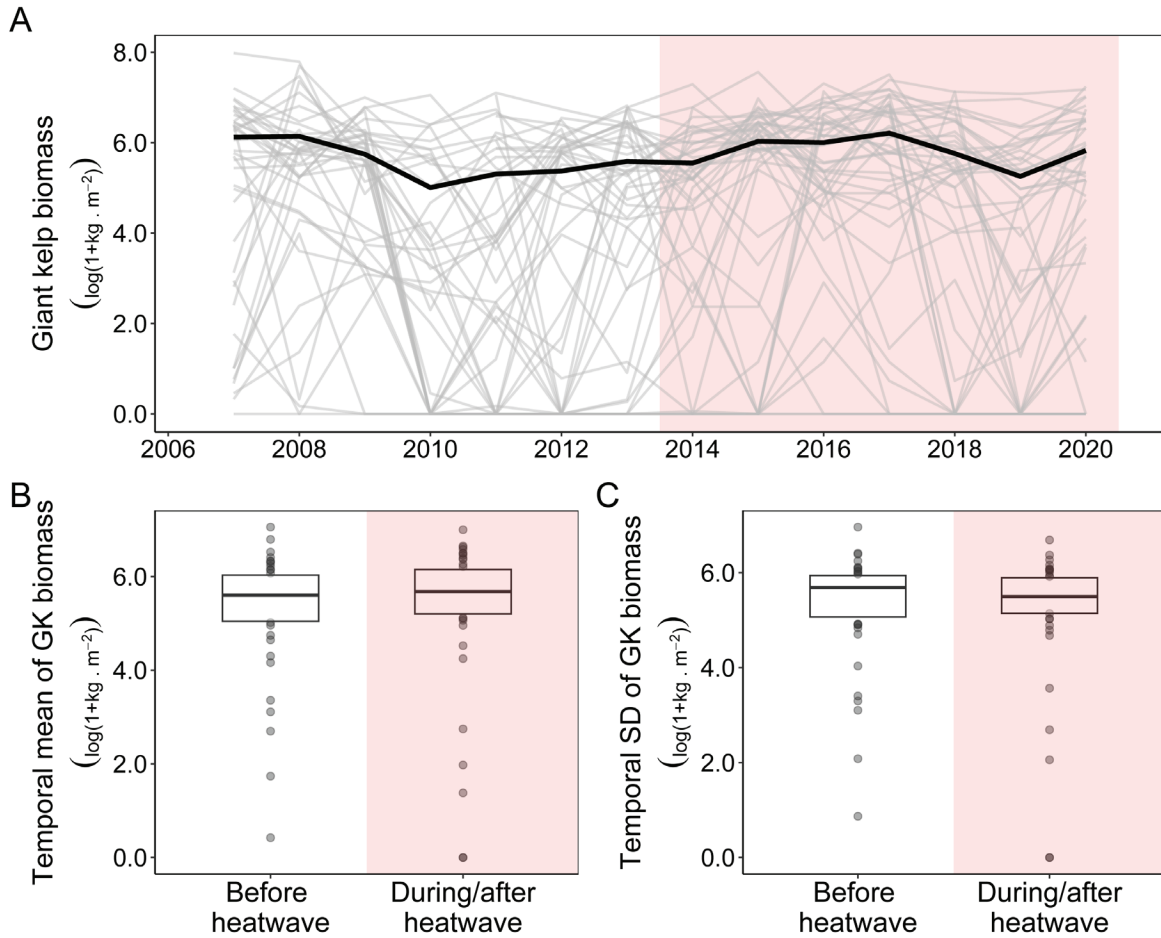 A
Giant kelp biomass
(log(1+kg . m⁻²))
8.0
6.0
4.0
2.0
0.0
2006 2008 2010 2012 2014 2016 2018 2020
B
Temporal mean of GK biomass
(log(1+kg . m⁻²))
6.0
4.0
2.0
0.0
Before During/after
heatwave heatwave
C
Temporal SD of GK biomass
(log(1+kg . m⁻²))
6.0
4.0
2.0
0.0
Before During/after
heatwave heatwave